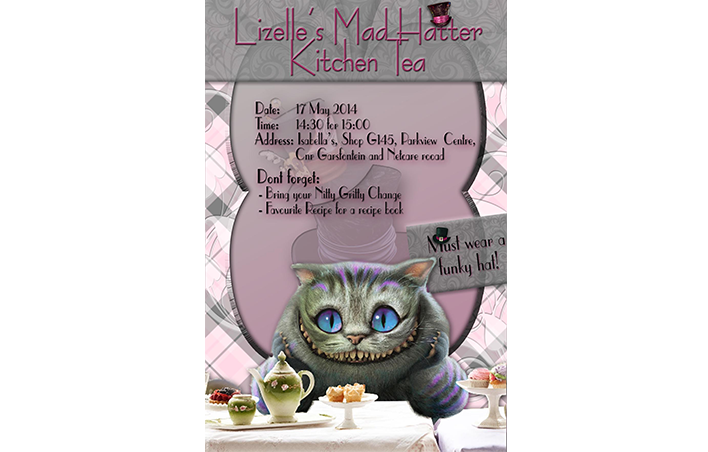 Lizelle's Mad Hatter
Kitchen Tea
Date: 17 May 2014
Time: 14:30 for 15:00
Address: Isabella's, Shop G145, Parkview Centre,
Cnr Garsfontein and Netcare rooad
Dont forget:
- Bring your Nitty Gritty Change
- Favourite Recipe for a recipe book
Must wear a
funky hat!